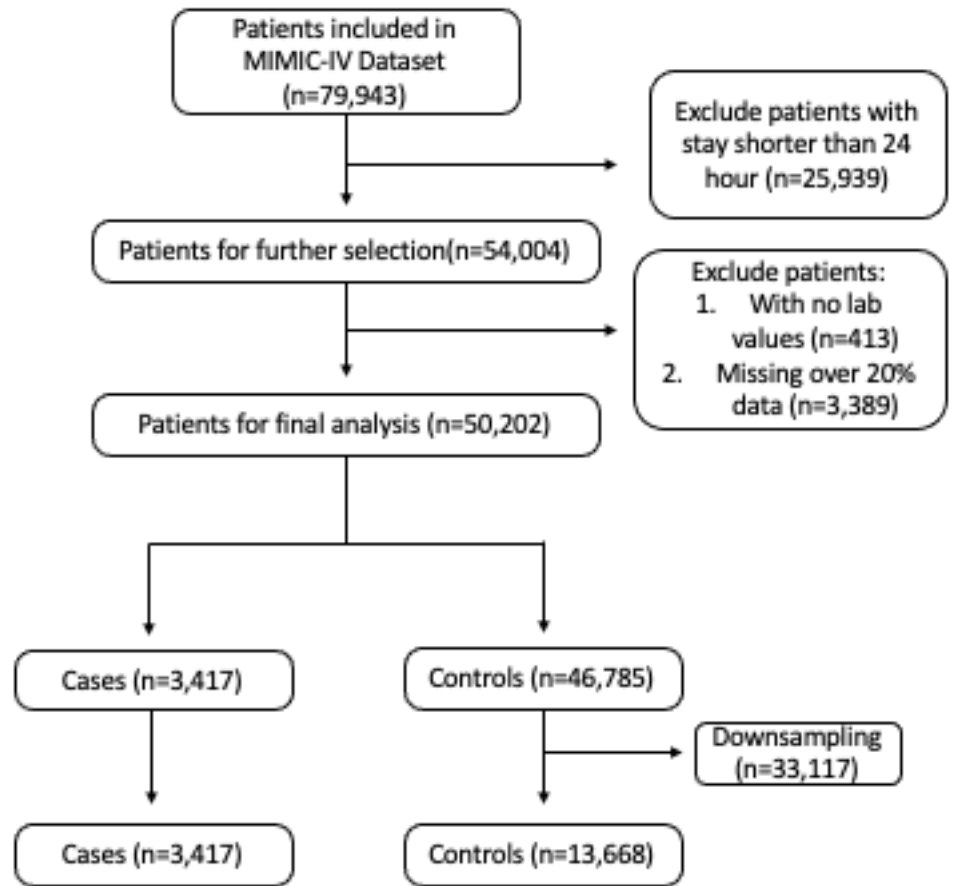 Patients included in
MIMIC-IV Dataset
(n=79,943)
Exclude patients with
stay shorter than 24
hour (n=25,939)
Patients for further selection(n=54,004)
Exclude patients:
1. With no lab
values (n=413)
2. Missing over 20%
data (n=3,389)
Patients for final analysis (n=50,202)
Cases (n=3,417)
Controls (n=46,785)
Downsampling
(n=33,117)
Cases (n=3,417)
Controls (n=13,668)